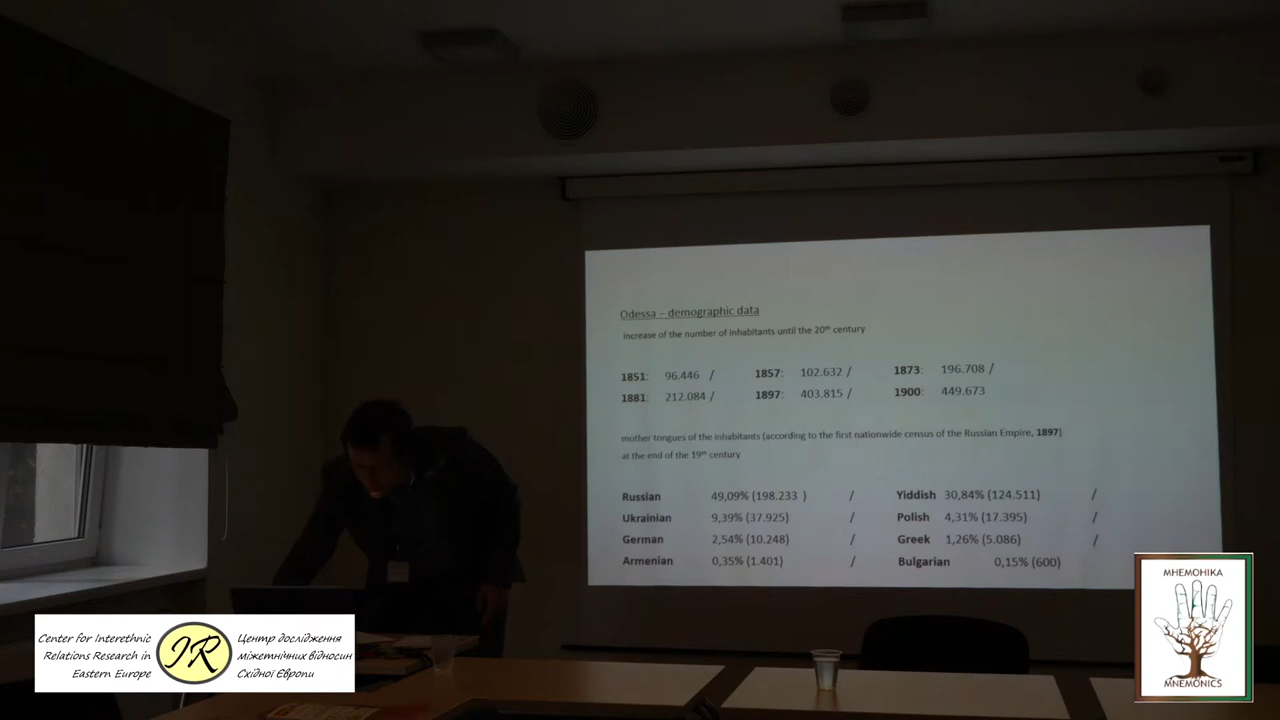 Odessa – demographic data
Increase of the number of inhabitants until the 20th century
1851: 96.446 / 1857: 102.632 / 1873: 196.708 /
1881: 212.084 / 1897: 403.815 / 1900: 449.673
mother tongues of the inhabitants (according to the first nationwide census of the Russian Empire, 1897)
at the end of the 19th century
Russian 49,09% (198.233 ) / Yiddish 30,84% (124.511) /
Ukrainian 9,39% (37.925) / Polish 4,31% (17.395) /
German 2,54% (10.248) / Greek 1,26% (5.086) /
Armenian 0,35% (1.401) / Bulgarian 0,15% (600)
Center for Interethnic
Relations Research in
Eastern Europe
IR
Центр дослідження
міжетнічних відносин
Східної Європи
МНЕМОНІКА
MNEMONICS